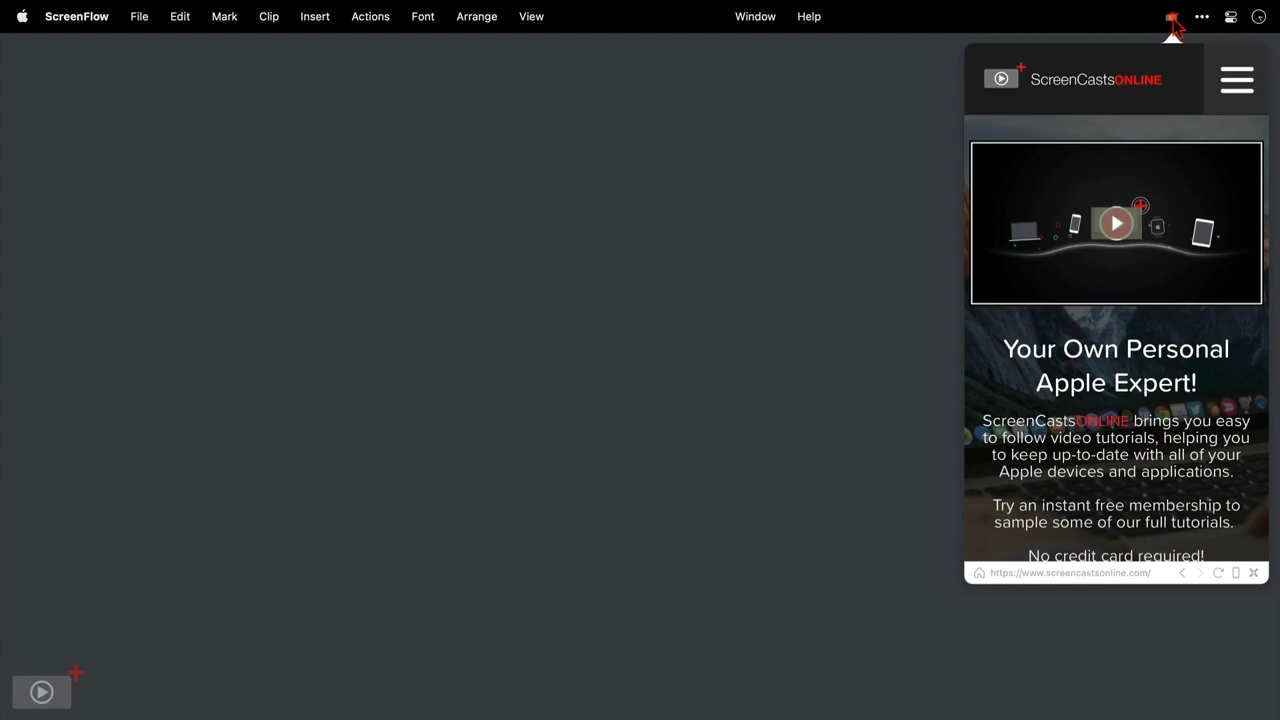 ScreenFlow File Edit Mark Clip Insert Actions Font Arrange View Window Help
ScreenCastsONLINE
Your Own Personal
Apple Expert!
ScreenCastsONLINE brings you easy
to follow video tutorials, helping you
to keep up-to-date with all of your
Apple devices and applications.
Try an instant free membership to
sample some of our full tutorials.
No credit card required!
https://www.screencastsonline.com/